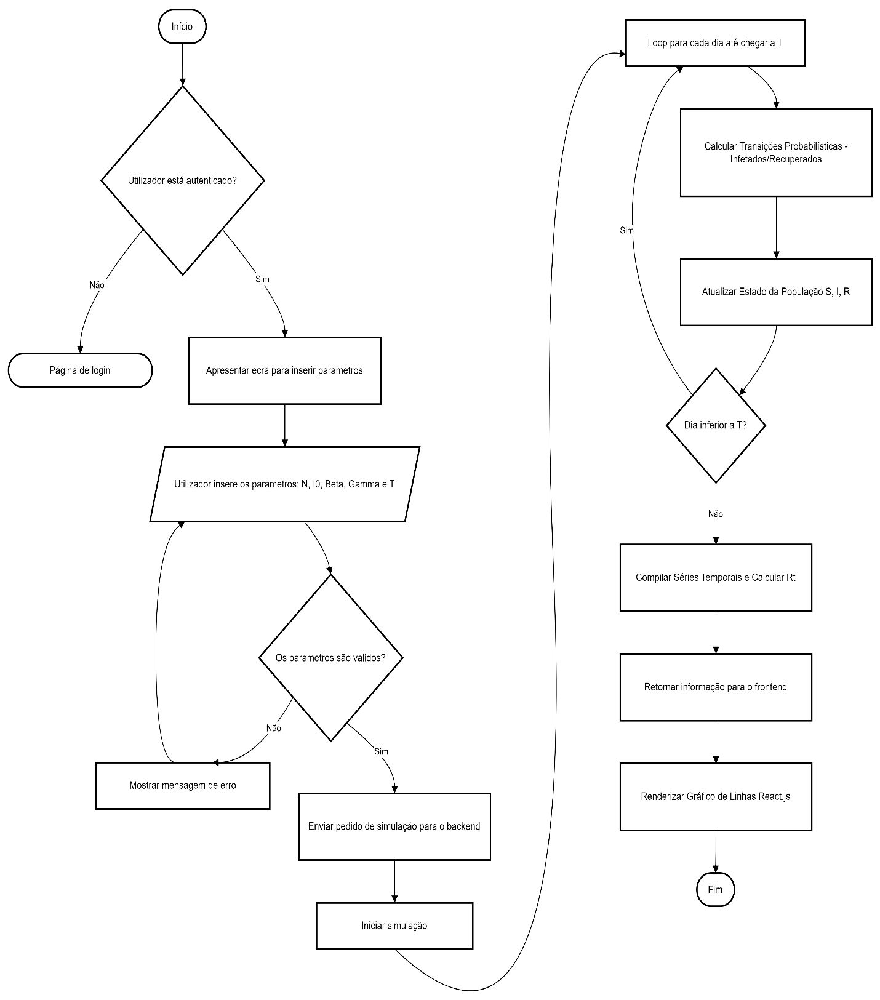 Início
Utilizador está autenticado?
Não
Sim
Página de login
Apresentar ecrã para inserir parametros
Utilizador insere os parametros: N, I0, Beta, Gamma e T
Os parametros são validos?
Não
Sim
Mostrar mensagem de erro
Enviar pedido de simulação para o backend
Iniciar simulação
Loop para cada dia até chegar a T
Calcular Transições Probabilísticas -
Infetados/Recuperados
Sim
Atualizar Estado da População S, I, R
Dia inferior a T?
Não
Compilar Séries Temporais e Calcular Rt
Retornar informação para o frontend
Renderizar Gráfico de Linhas React.js
Fim